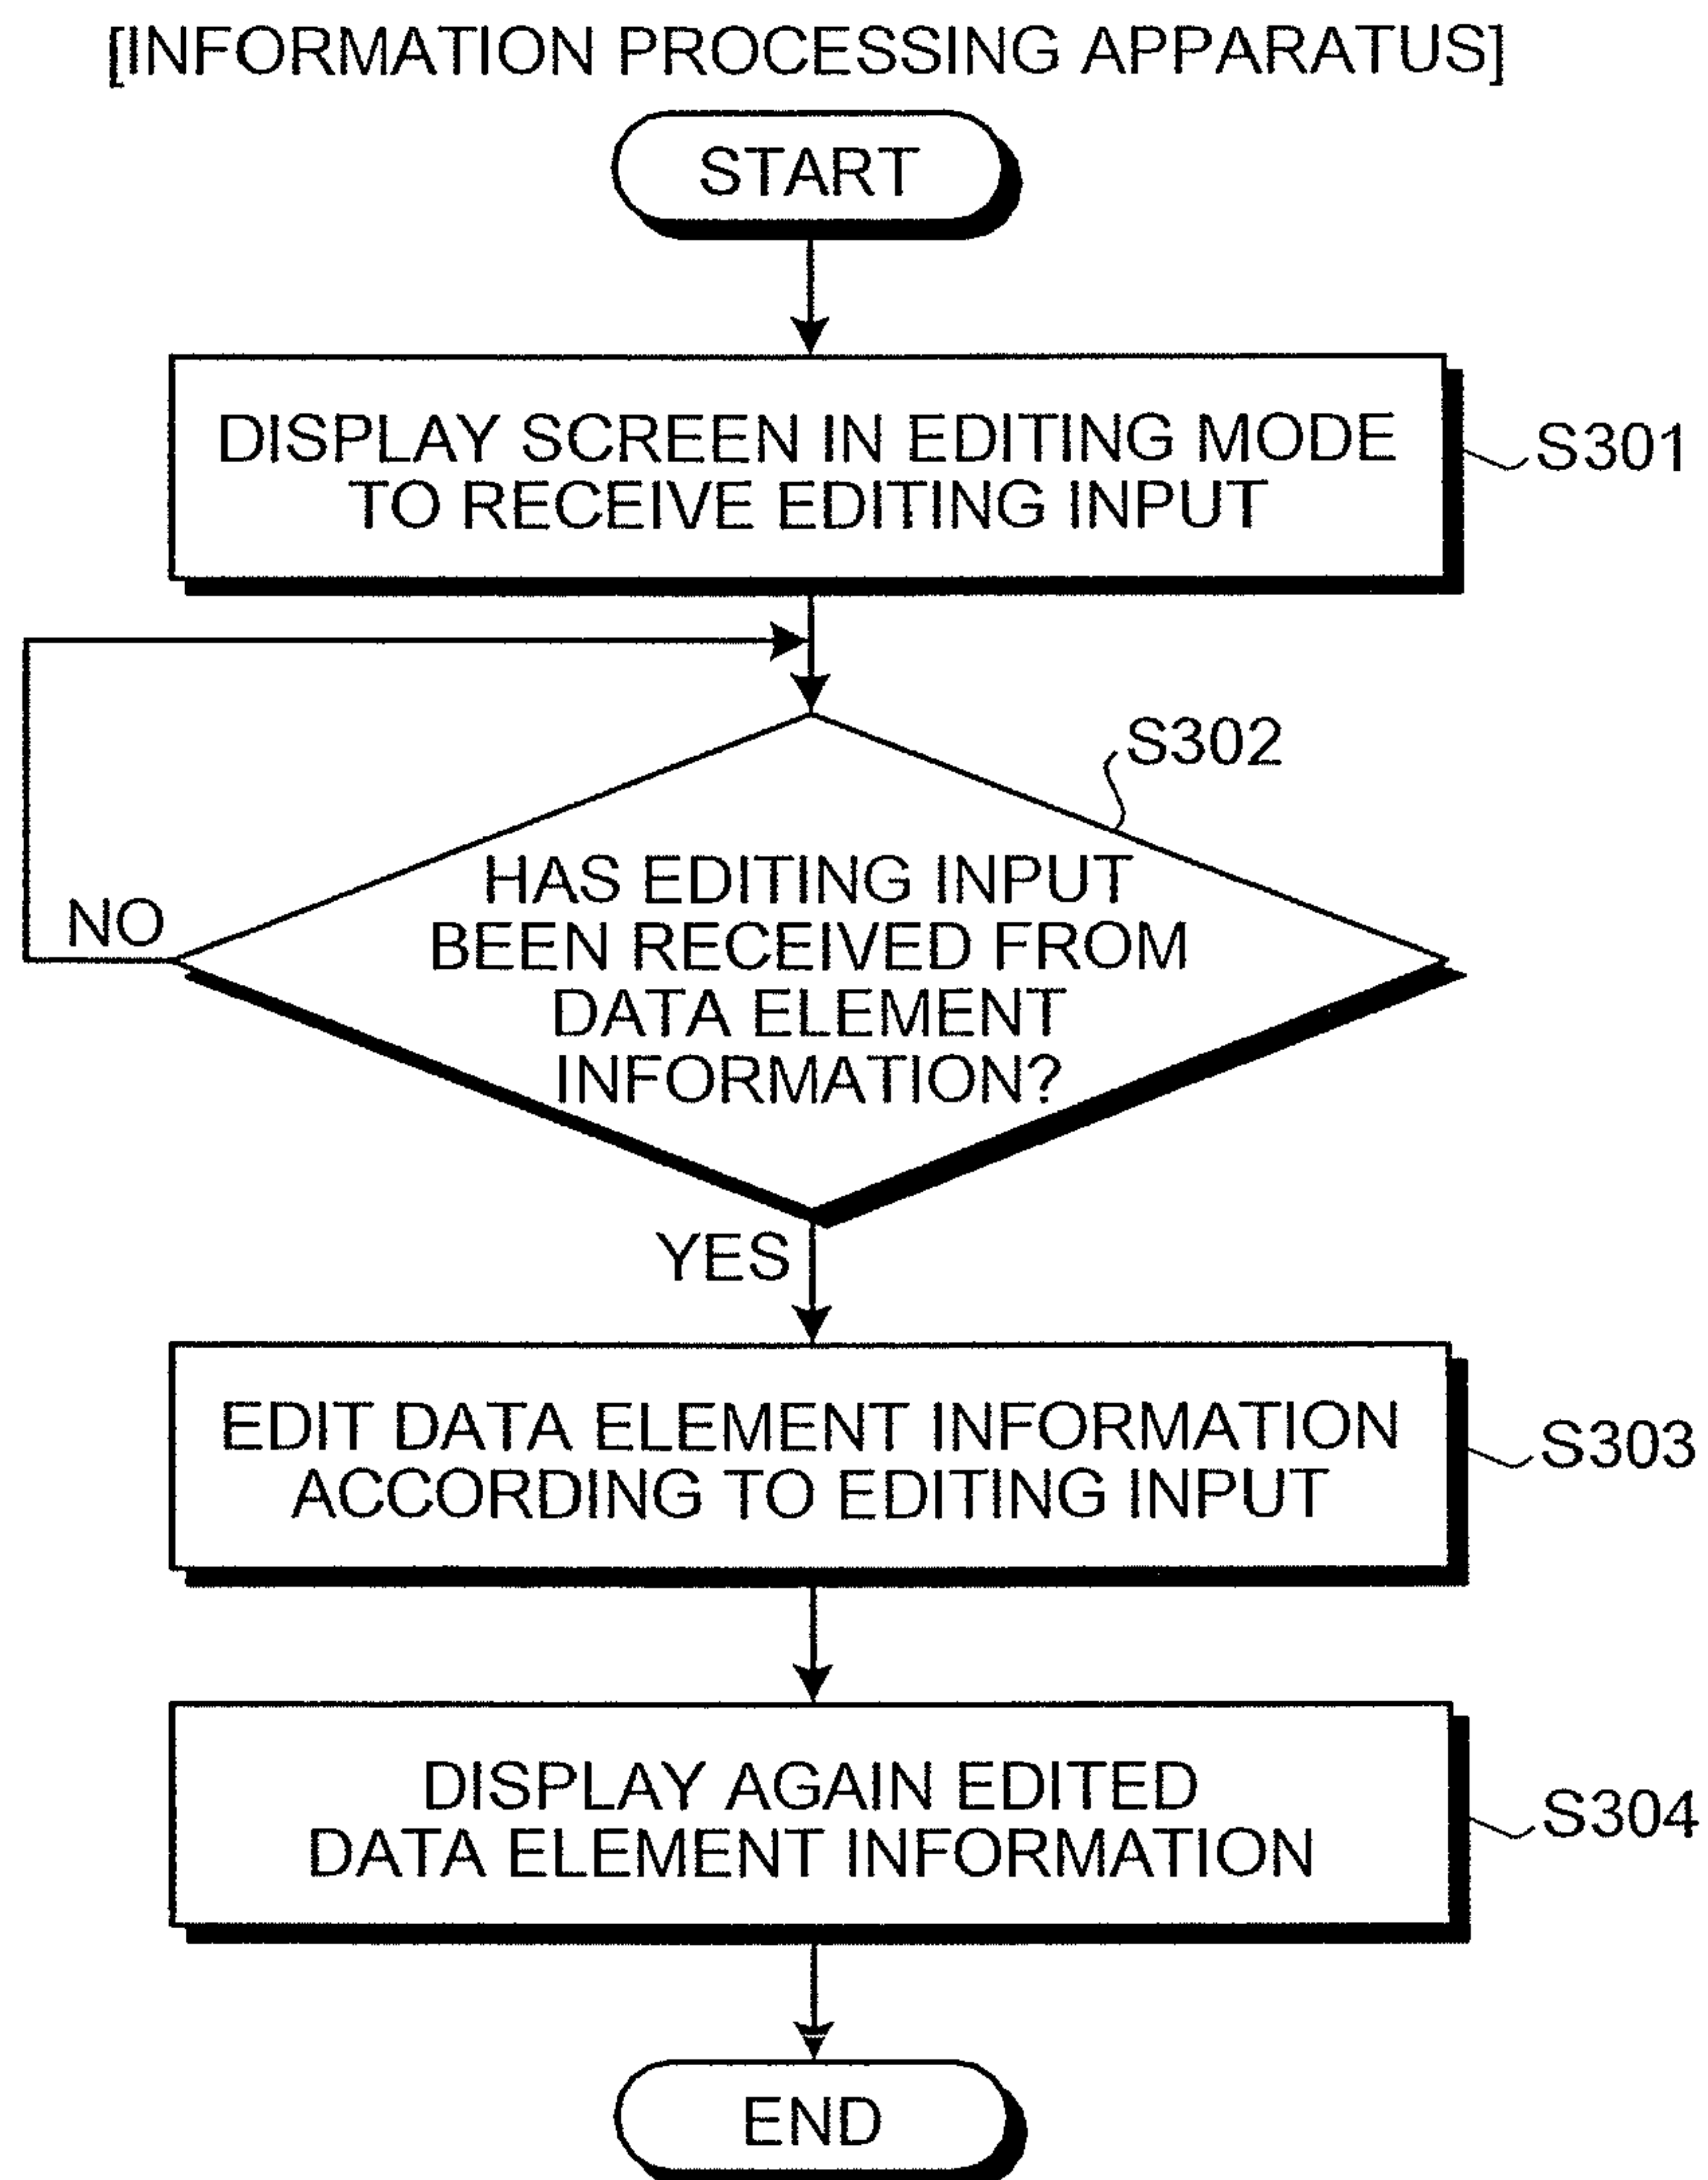 [INFORMATION PROCESSING APPARATUS]
START
DISPLAY SCREEN IN EDITING MODE
TO RECEIVE EDITING INPUT
S301
S302
HAS EDITING INPUT
BEEN RECEIVED FROM
DATA ELEMENT
INFORMATION?
NO
YES
EDIT DATA ELEMENT INFORMATION
ACCORDING TO EDITING INPUT
S303
DISPLAY AGAIN EDITED
DATA ELEMENT INFORMATION
S304
END